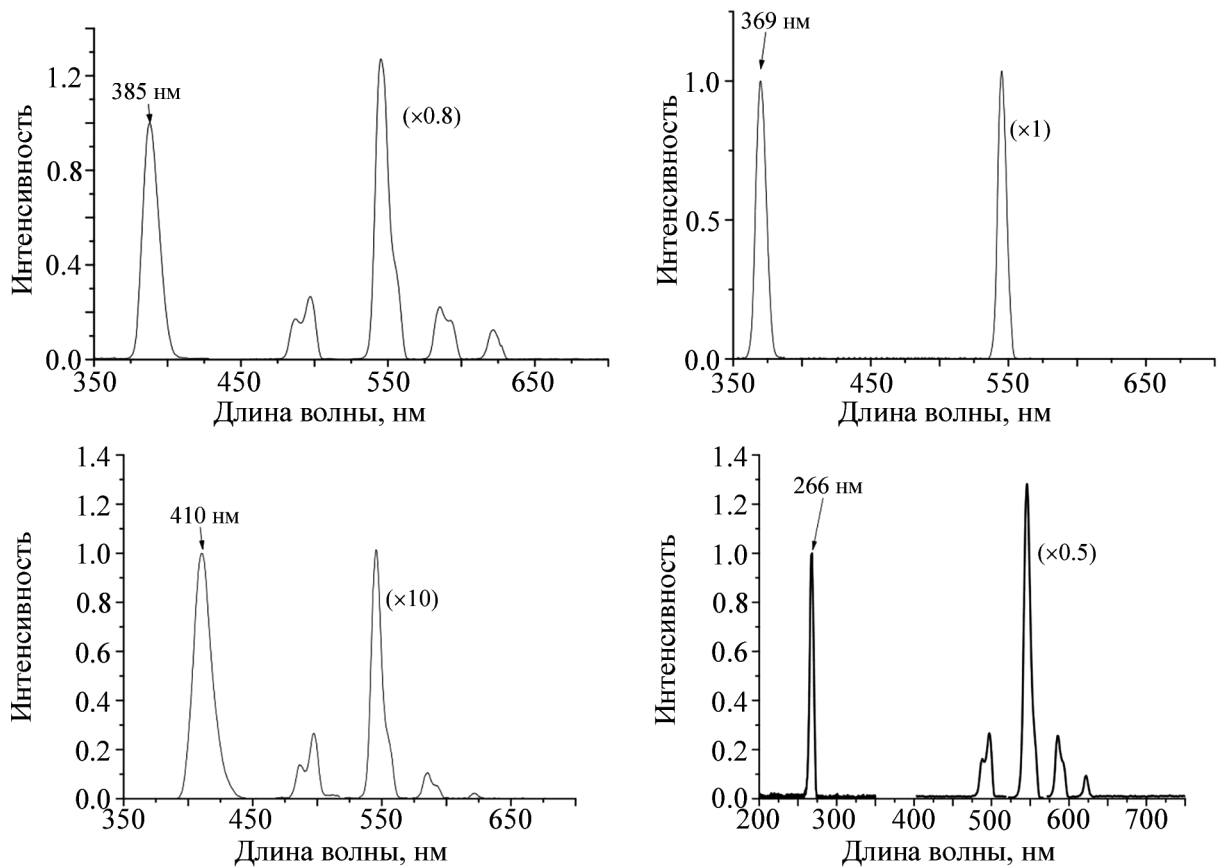 385 нм
(×0.8)
Интенсивность
1.2
0.8
0.4
0.0
350 450 550 650
Длина волны, нм
369 нм
(×1)
Интенсивность
1.0
0.5
0.0
350 450 550 650
Длина волны, нм
410 нм
(×10)
Интенсивность
1.4
1.2
1.0
0.8
0.6
0.4
0.2
0.0
350 450 550 650
Длина волны, нм
266 нм
(×0.5)
Интенсивность
1.4
1.2
1.0
0.8
0.6
0.4
0.2
0.0
200 300 400 500 600 700
Длина волны, нм